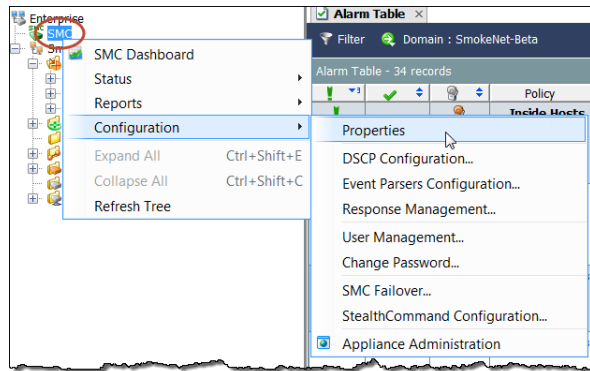 Enterprise
SMC
Alarm Table ×
Filter Domain : SmokeNet-Beta
Alarm Table - 34 records
Policy
Inside Hosts
SMC Dashboard
Status
Reports
Configuration
Expand All Ctrl+Shift+E
Collapse All Ctrl+Shift+C
Refresh Tree
Properties
DSCP Configuration...
Event Parsers Configuration...
Response Management...
User Management...
Change Password...
SMC Failover...
StealthCommand Configuration...
Appliance Administration